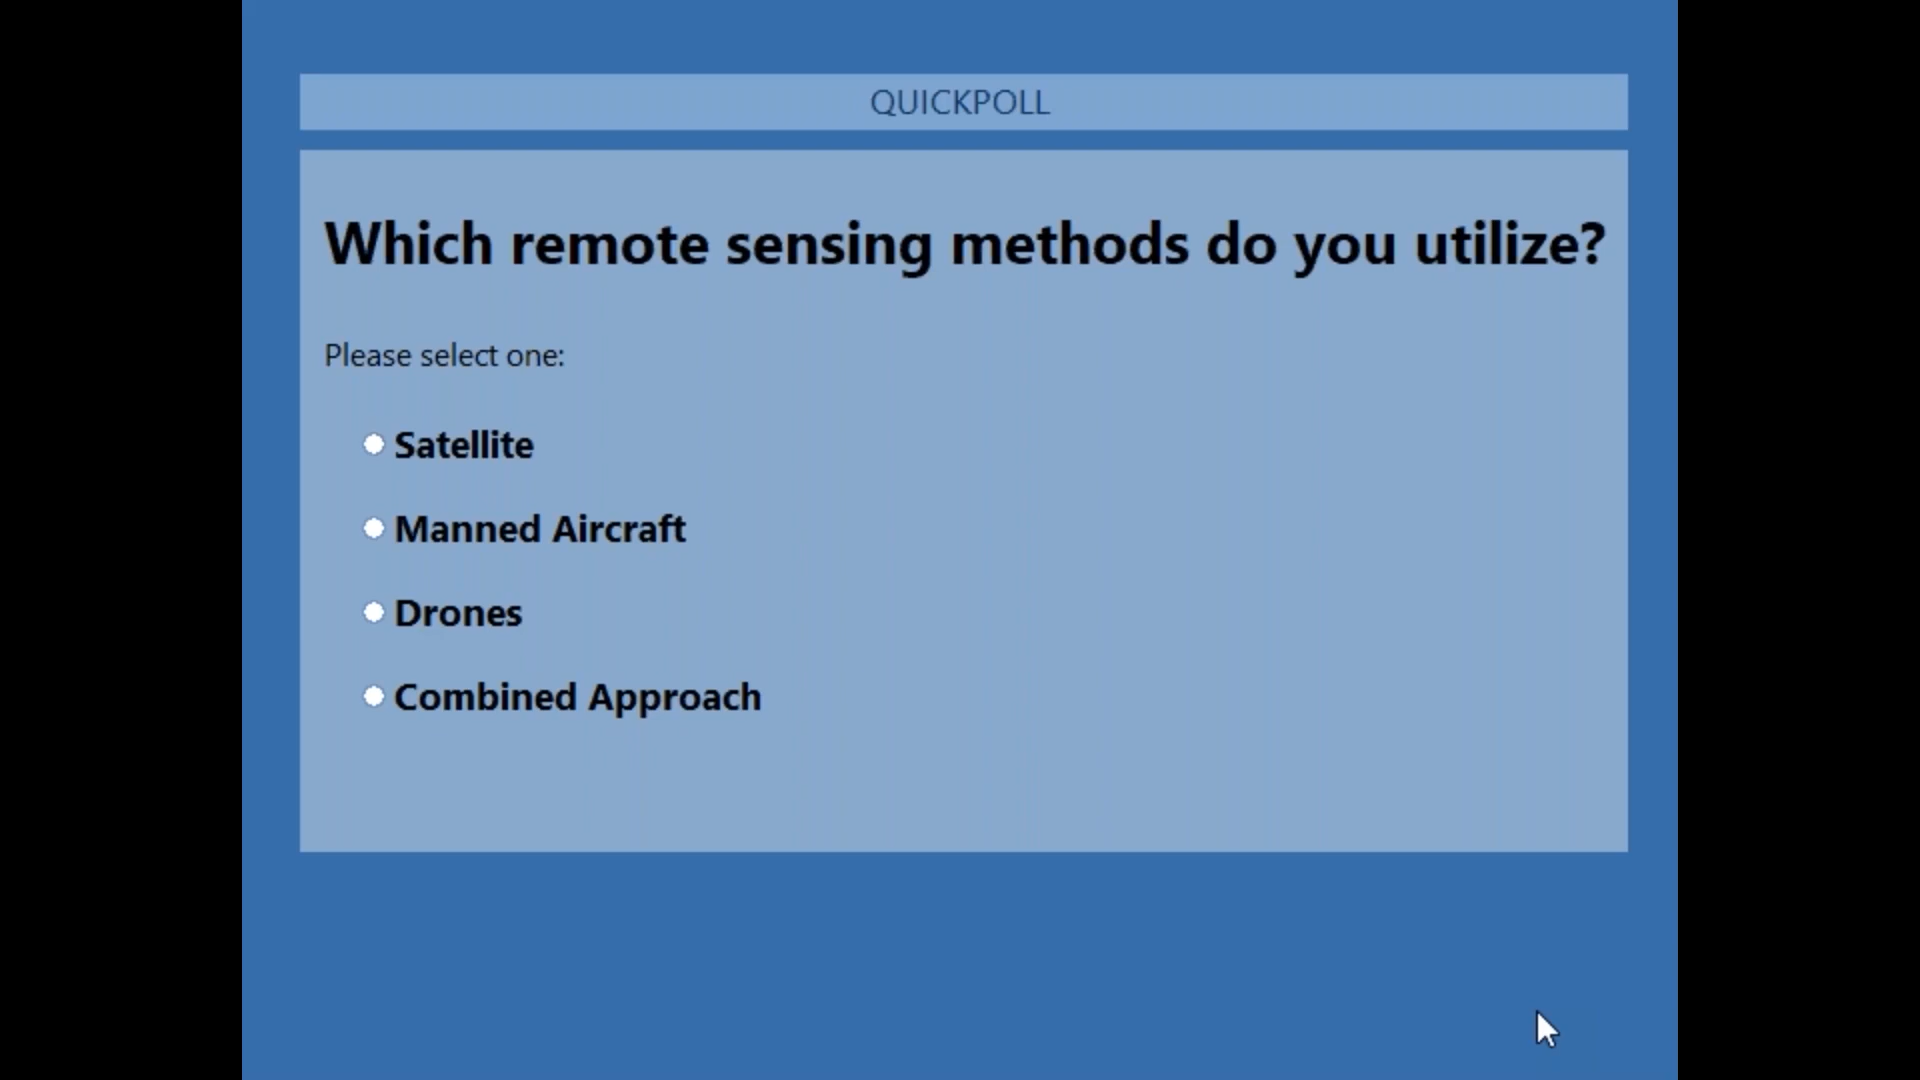 QUICKPOLL
Which remote sensing methods do you utilize?
Please select one:
Satellite
Manned Aircraft
Drones
Combined Approach